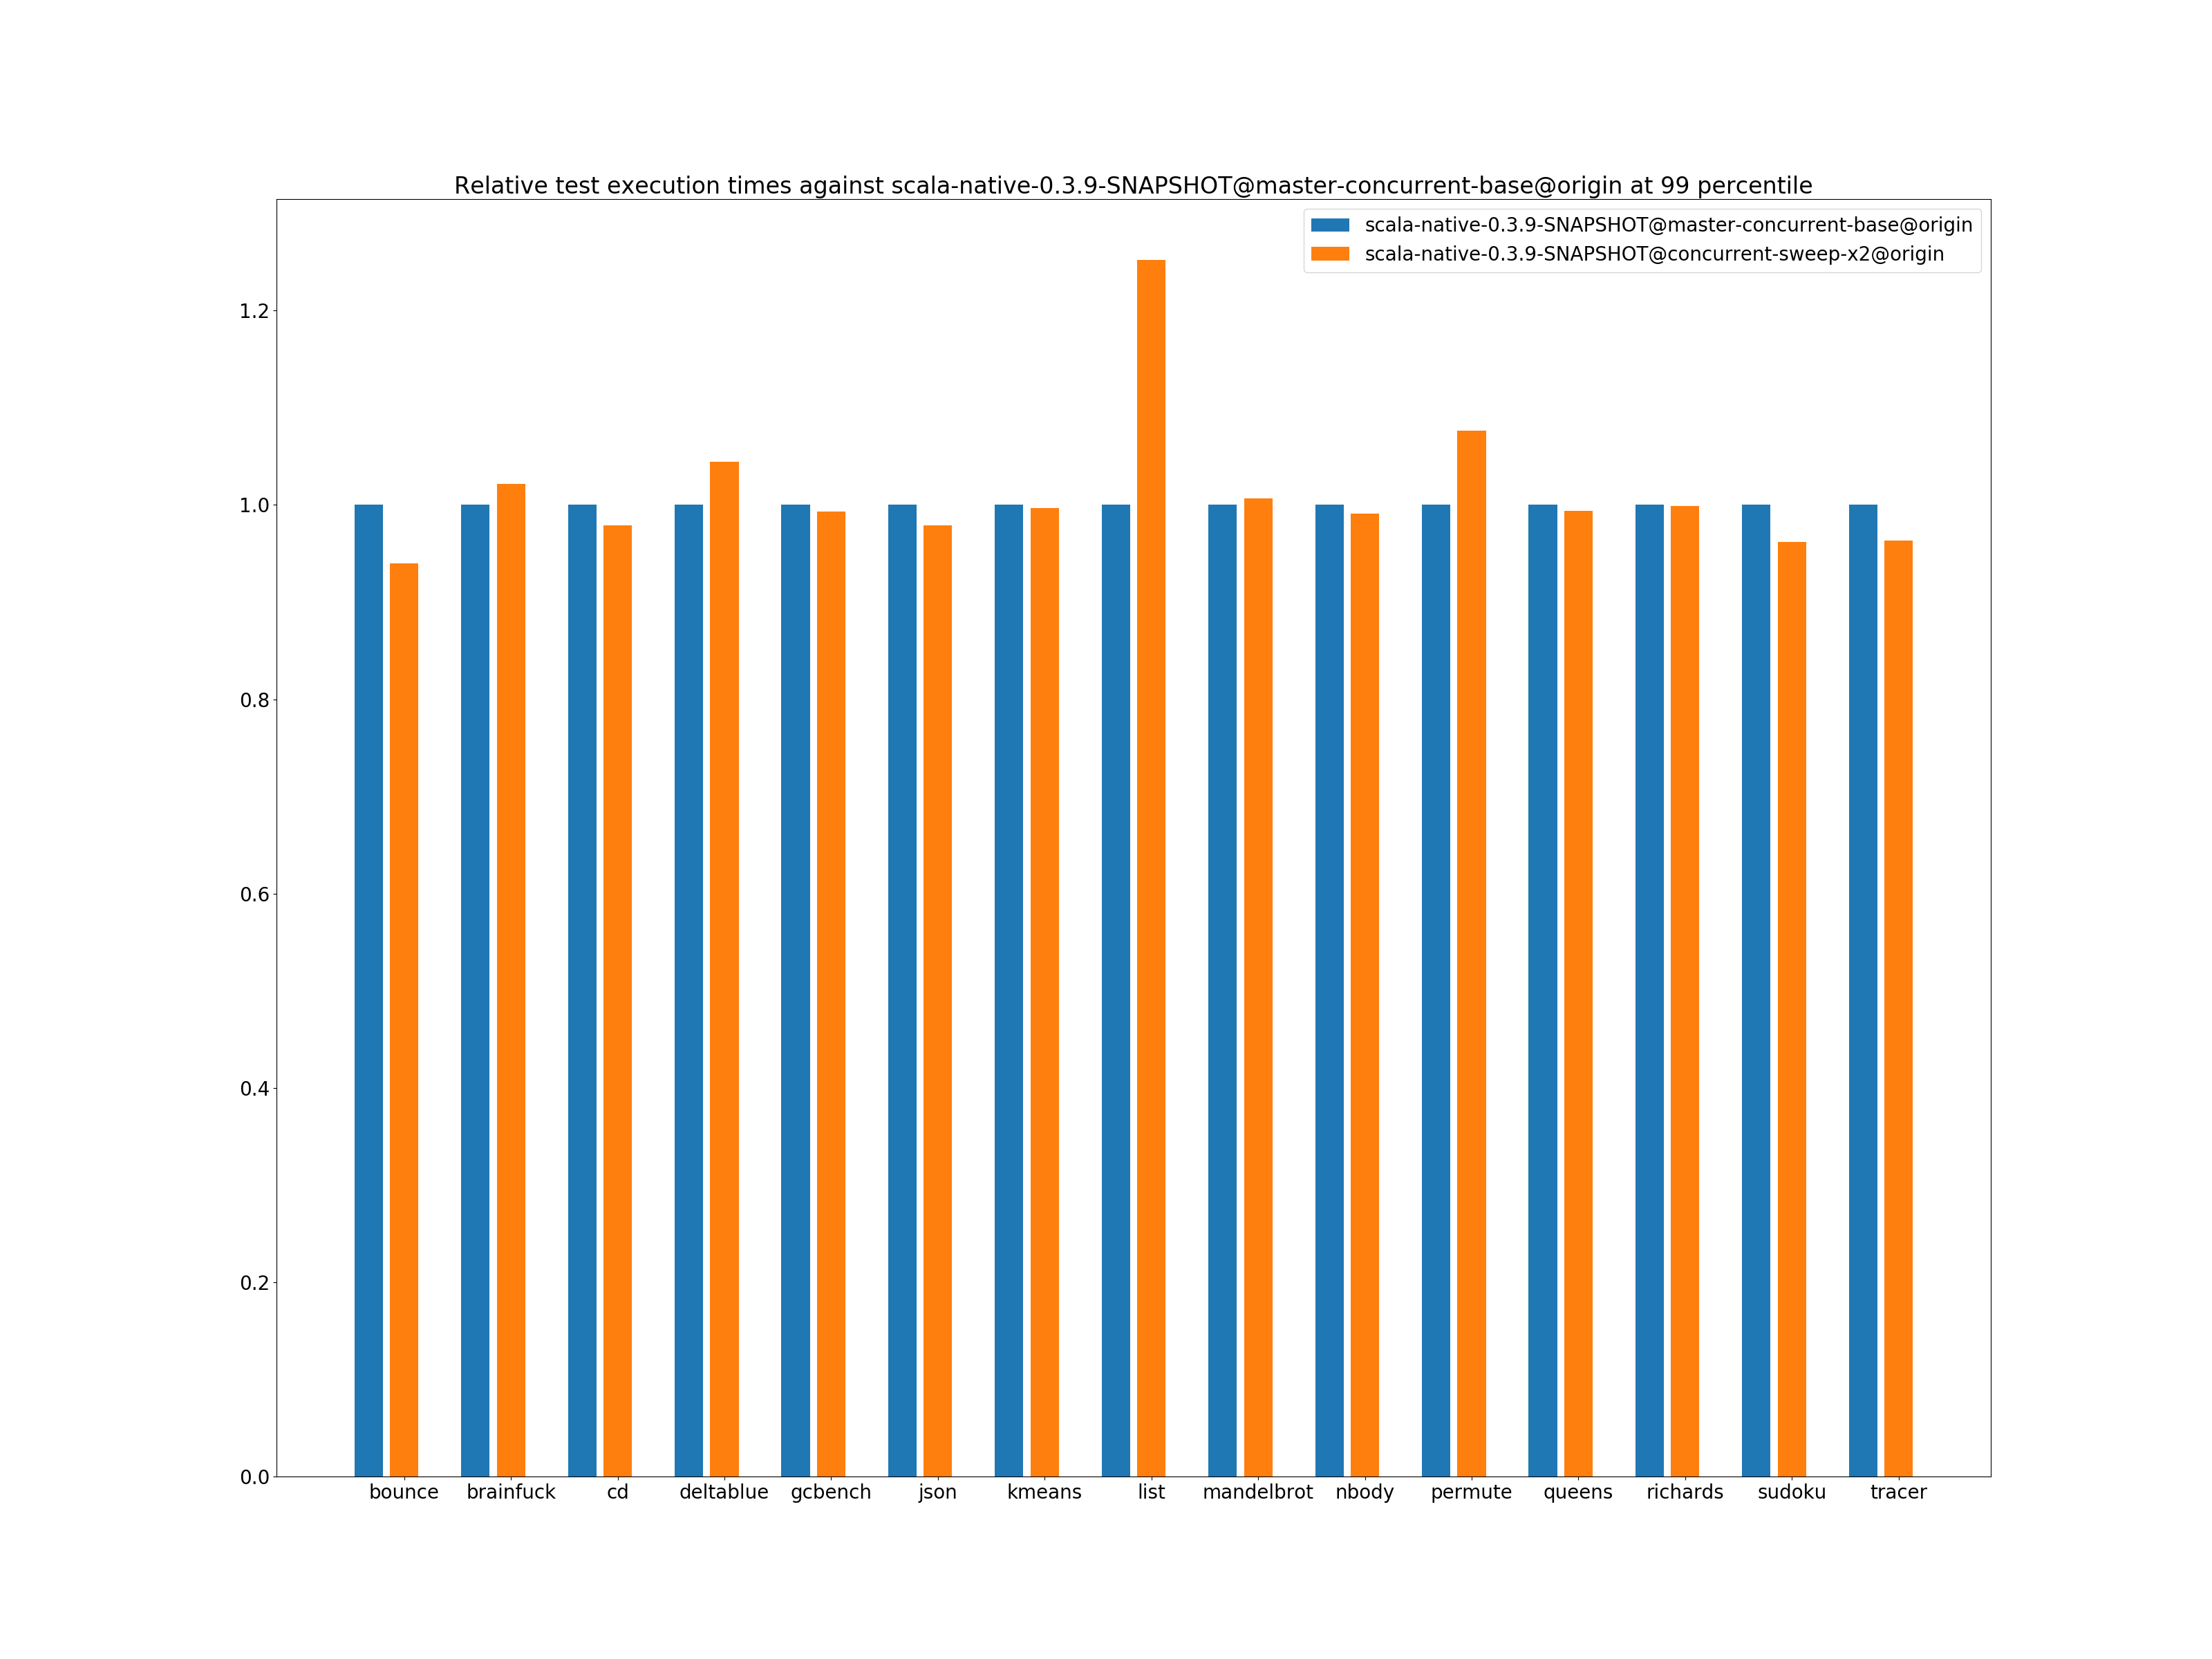 Relative test execution times against scala-native-0.3.9-SNAPSHOT@master-concurrent-base@origin at 99 percentile
scala-native-0.3.9-SNAPSHOT@master-concurrent-base@origin
scala-native-0.3.9-SNAPSHOT@concurrent-sweep-x2@origin
1.2
1.0
0.8
0.6
0.4
0.2
0.0
bounce brainfuck cd deltablue gcbench json kmeans list mandelbrot nbody permute queens richards sudoku tracer